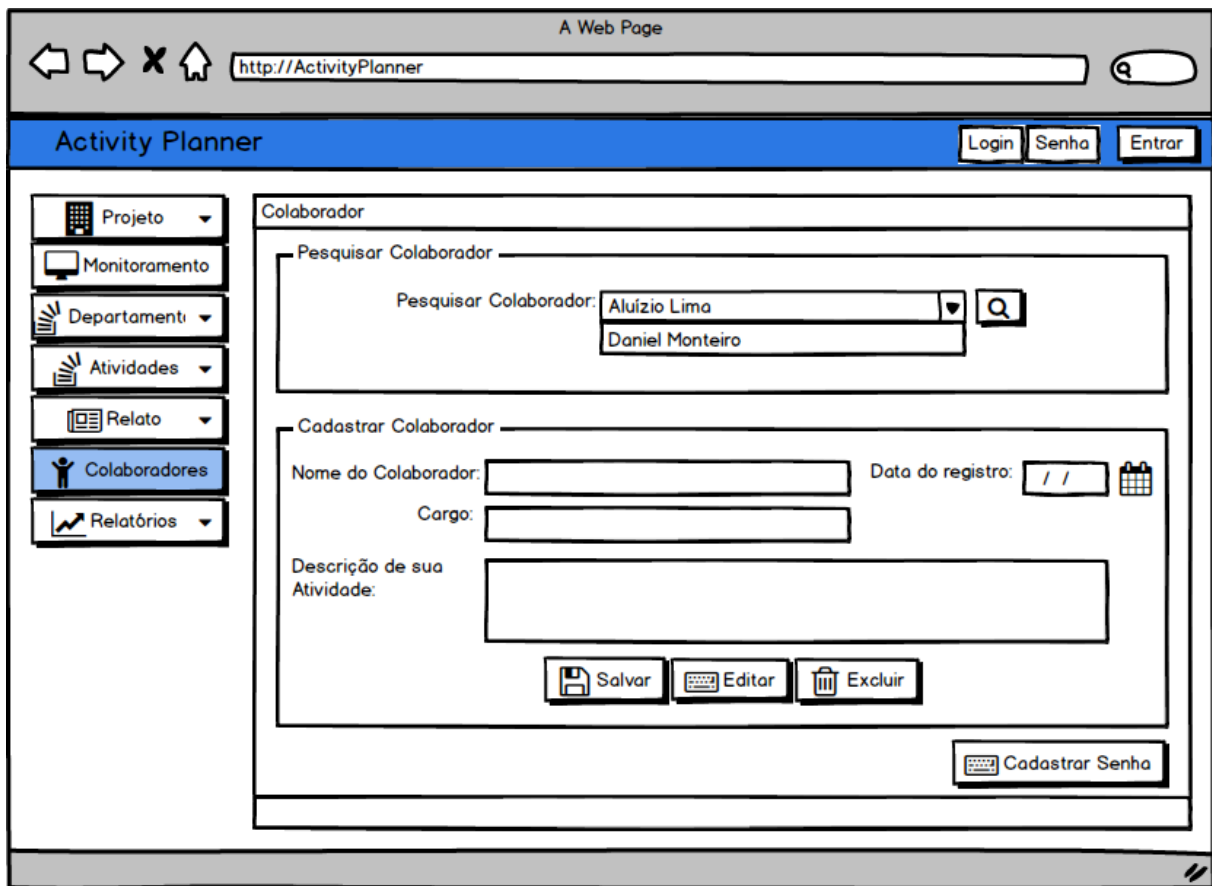 A Web Page
http://ActivityPlanner
Activity Planner
Login Senha Entrar
Projeto
Monitoramento
Departament
Atividades
Relato
Colaboradores
Relatórios
Colaborador
Pesquisar Colaborador
Pesquisar Colaborador: Aluízio Lima
Daniel Monteiro
Cadastrar Colaborador
Nome do Colaborador: Data do registro: / /
Cargo:
Descrição de sua
Atividade:
Salvar Editar Excluir
Cadastrar Senha